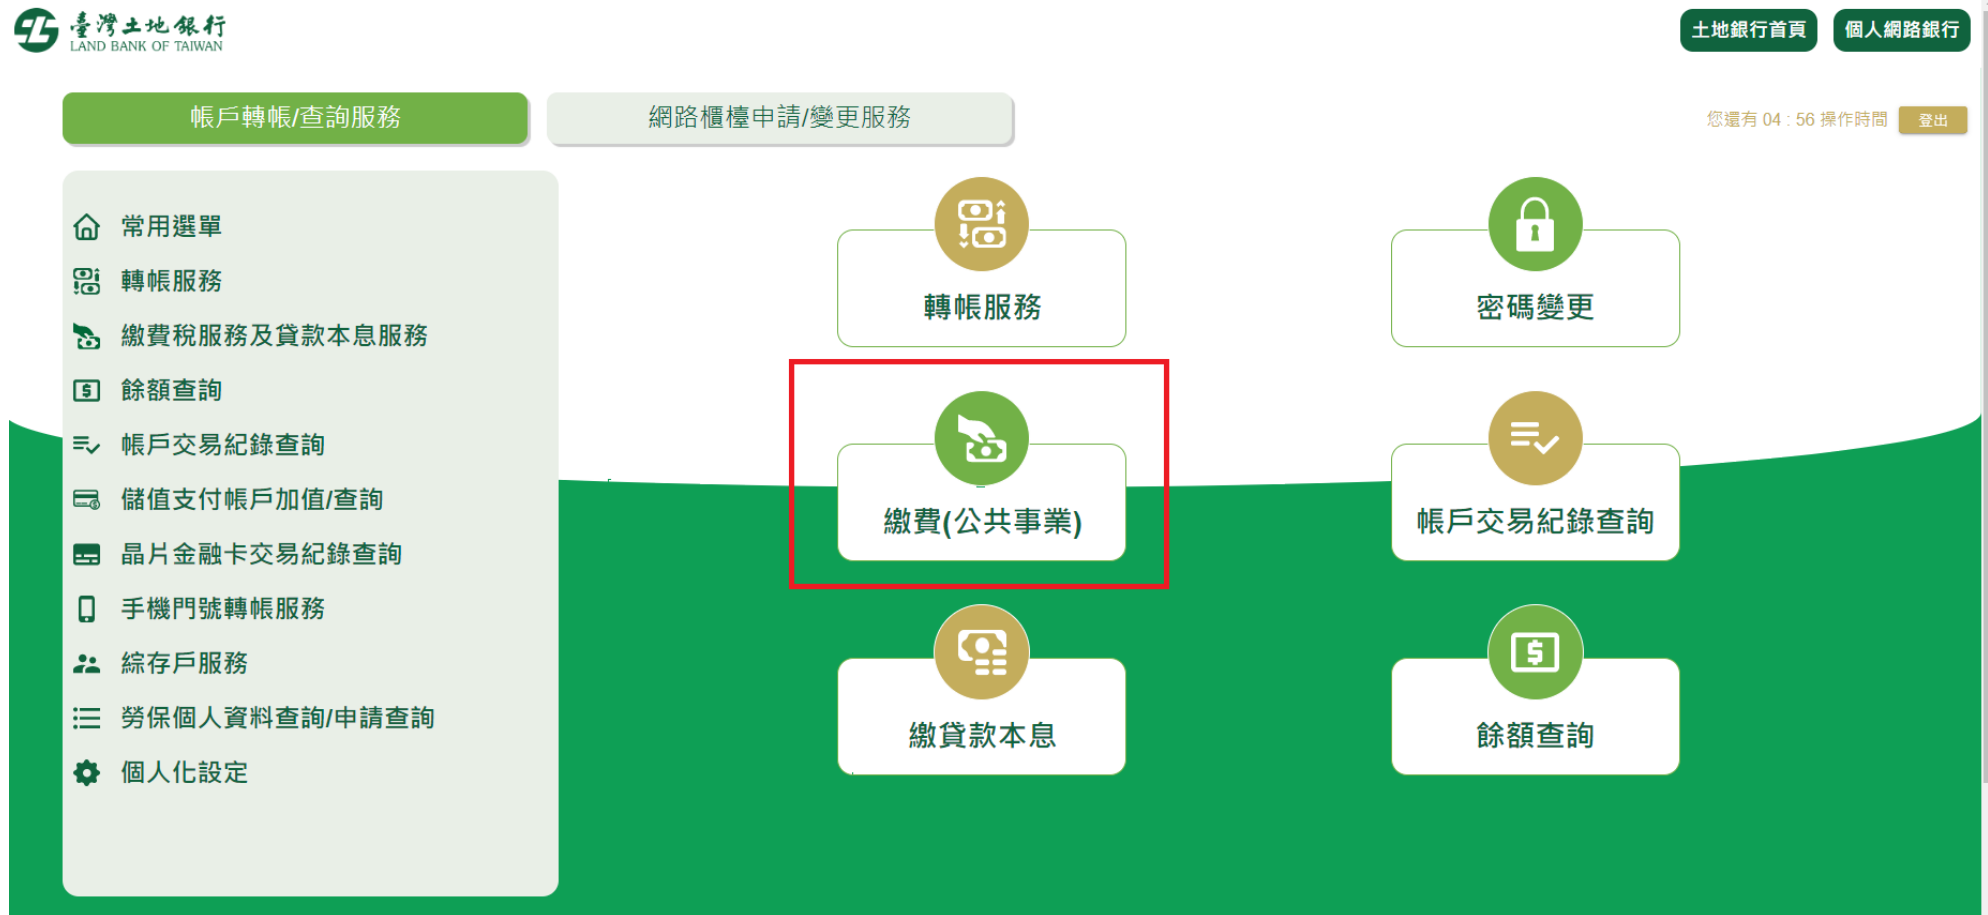 臺灣土地銀行
LAND BANK OF TAIWAN
土地銀行首頁
個人網路銀行
帳戶轉帳/查詢服務
網路櫃檯申請/變更服務
您還有 04 : 56 操作時間
登出
常用選單
轉帳服務
繳費稅服務及貸款本息服務
餘額查詢
帳戶交易紀錄查詢
儲值支付帳戶加值/查詢
晶片金融卡交易紀錄查詢
手機門號轉帳服務
綜存戶服務
勞保個人資料查詢/申請查詢
個人化設定
轉帳服務
密碼變更
繳費(公共事業)
帳戶交易紀錄查詢
繳貸款本息
餘額查詢